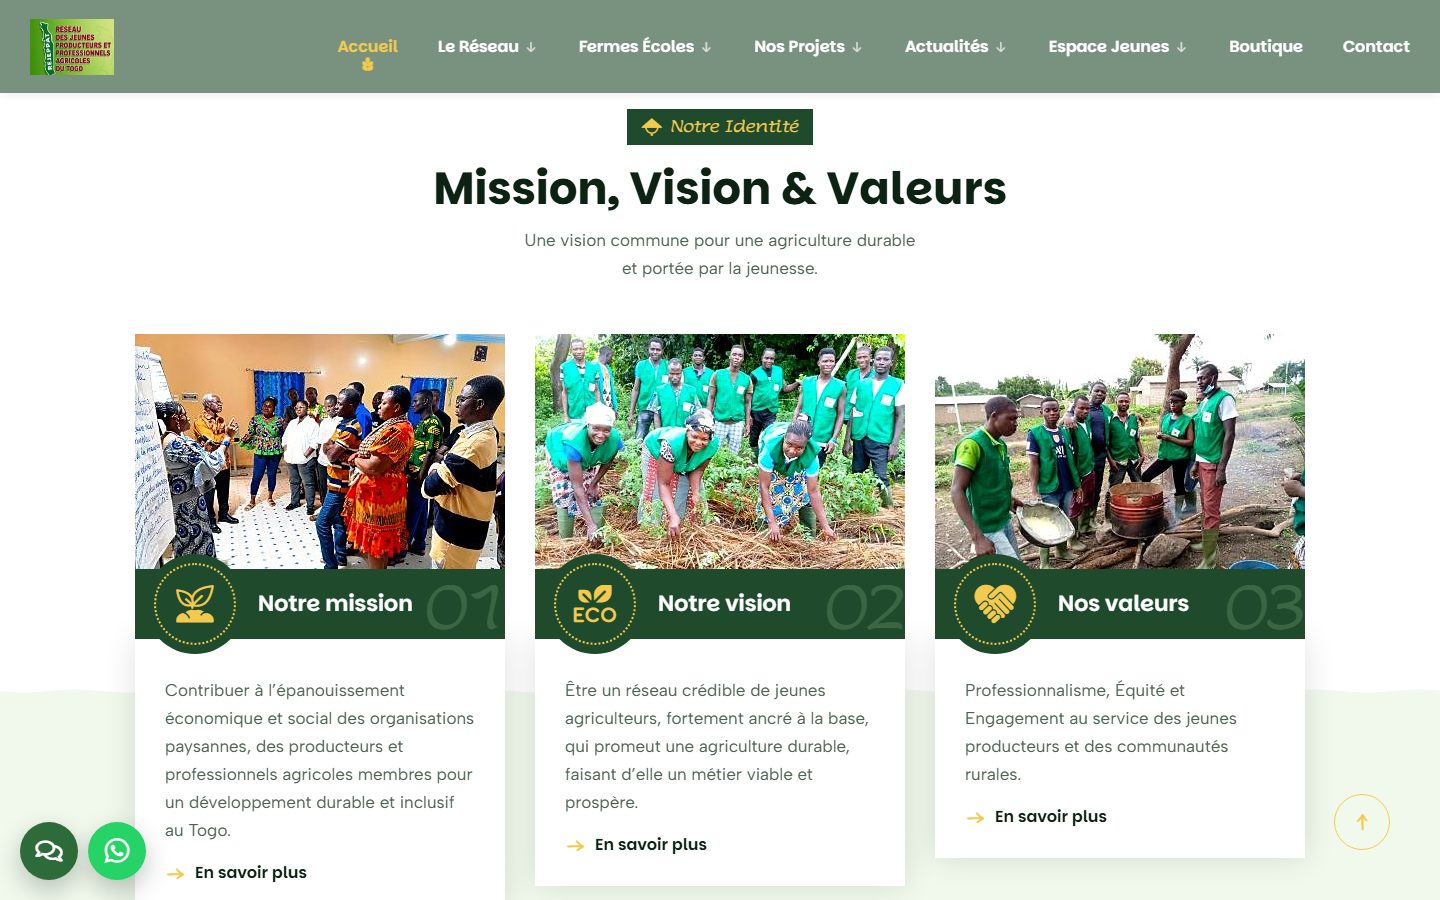 RESEAU
DES JEUNES
PRODUCTEURS ET
PROFESSIONNELS
AGRICOLES
DU TOGO
REJEPPAT
Accueil
Le Réseau
Fermes Écoles
Nos Projets
Actualités
Espace Jeunes
Boutique
Contact
Notre Identité
Mission, Vision & Valeurs
Une vision commune pour une agriculture durable
et portée par la jeunesse.
Notre mission
01
Contribuer à l’épanouissement
économique et social des organisations
paysannes, des producteurs et
professionnels agricoles membres pour
un développement durable et inclusif
au Togo.
En savoir plus
ECO
Notre vision
02
Être un réseau crédible de jeunes
agriculteurs, fortement ancré à la base,
qui promeut une agriculture durable,
faisant d’elle un métier viable et
prospère.
En savoir plus
Nos valeurs
03
Professionnalisme, Équité et
Engagement au service des jeunes
producteurs et des communautés
rurales.
En savoir plus